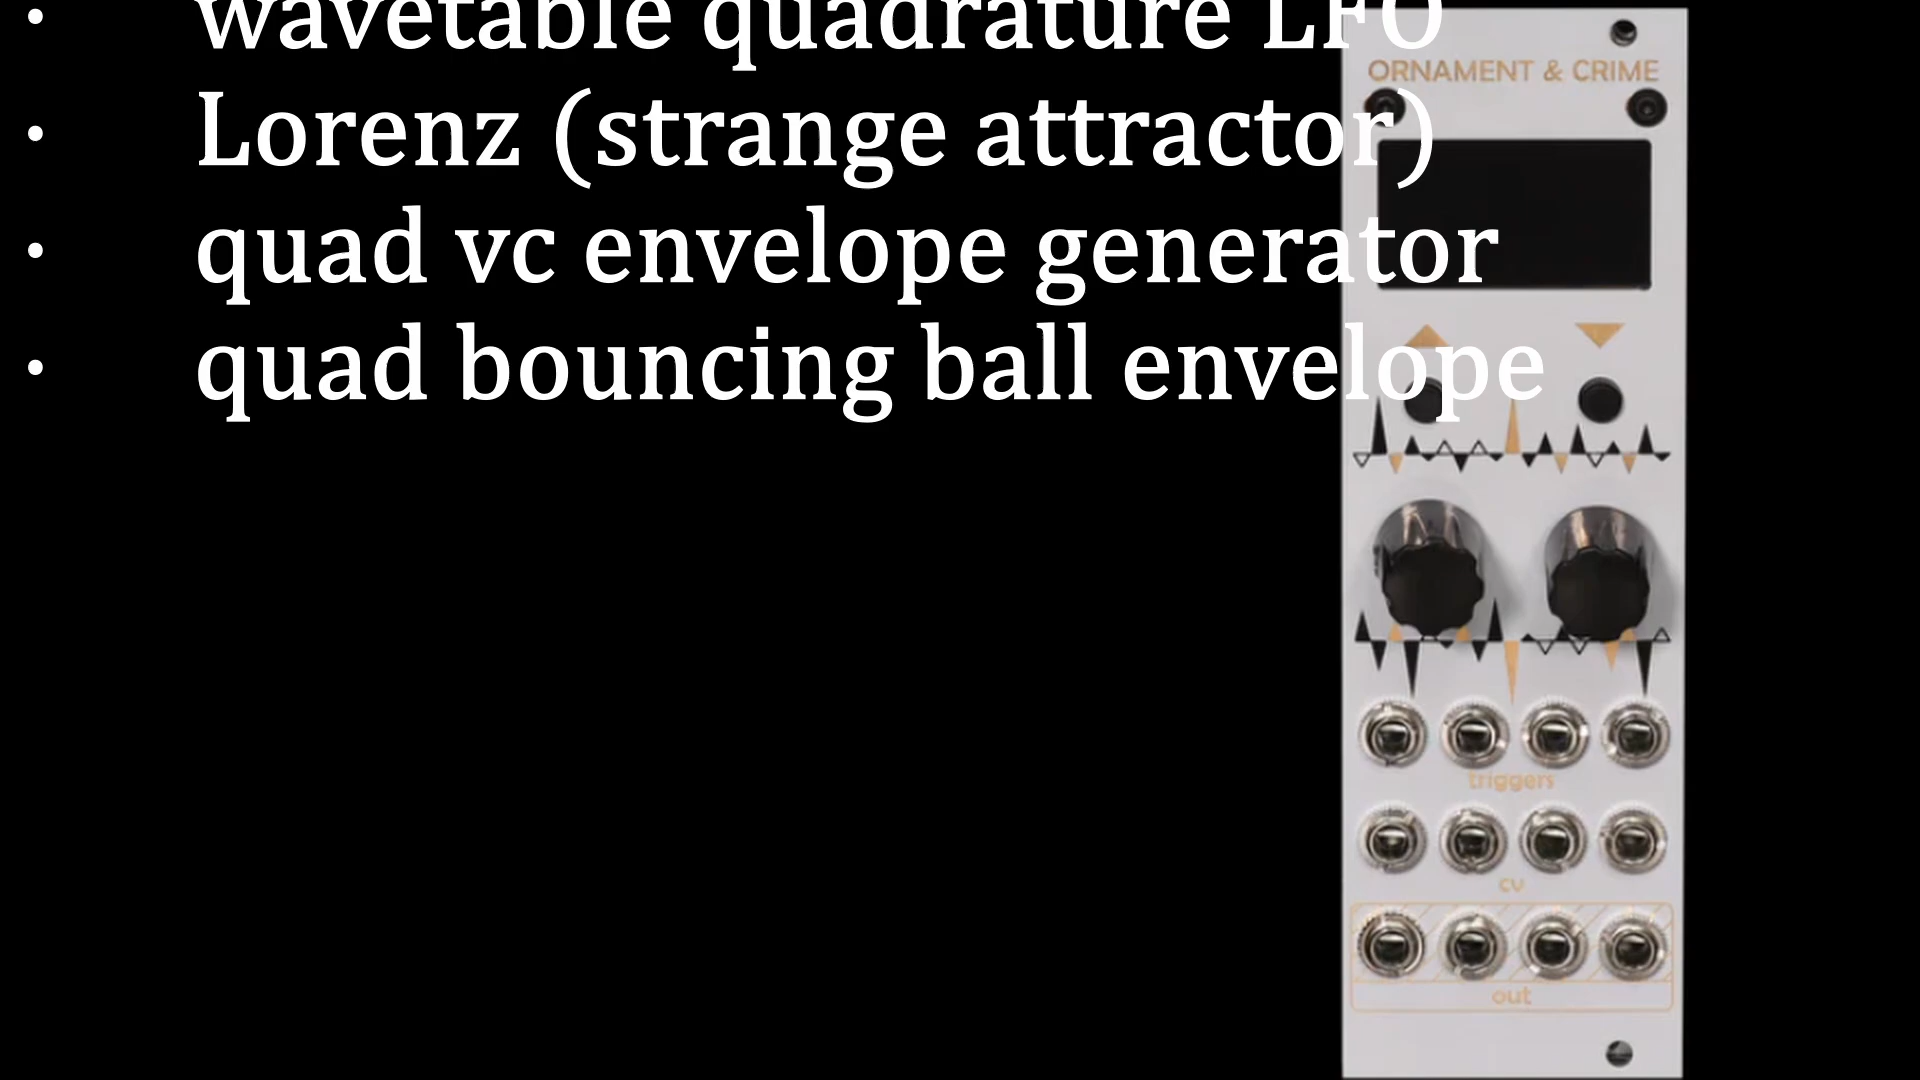 • wavetable quadrature LFO
• Lorenz (strange attractor)
• quad vc envelope generator
• quad bouncing ball envelope
ORNAMENT & CRIME
triggers
cv
out